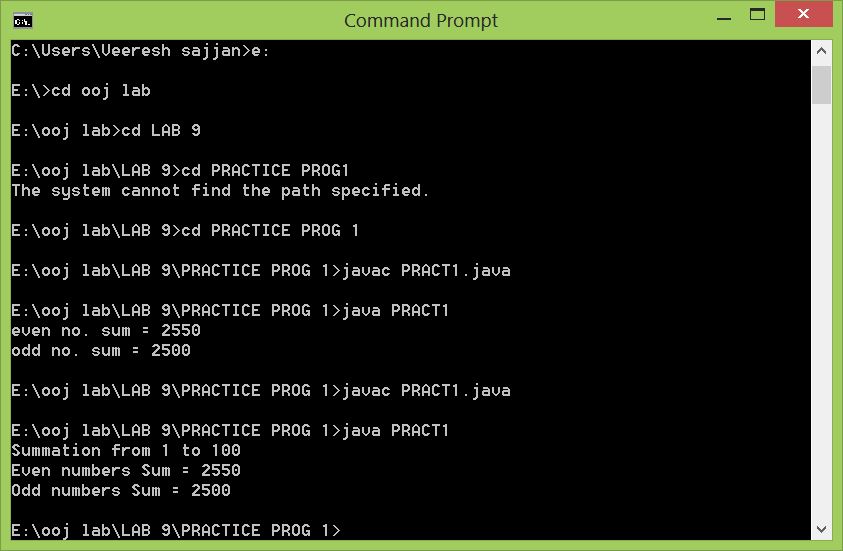 Command Prompt
C:\Users\Veeresh sajjan>e:
E:\>cd ooj lab
E:\ooj lab>cd LAB 9
E:\ooj lab\LAB 9>cd PRACTICE PROG1
The system cannot find the path specified.
E:\ooj lab\LAB 9>cd PRACTICE PROG 1
E:\ooj lab\LAB 9\PRACTICE PROG 1>javac PRACT1.java
E:\ooj lab\LAB 9\PRACTICE PROG 1>java PRACT1
even no. sum = 2550
odd no. sum = 2500
E:\ooj lab\LAB 9\PRACTICE PROG 1>javac PRACT1.java
E:\ooj lab\LAB 9\PRACTICE PROG 1>java PRACT1
Summation from 1 to 100
Even numbers Sum = 2550
Odd numbers Sum = 2500
E:\ooj lab\LAB 9\PRACTICE PROG 1>